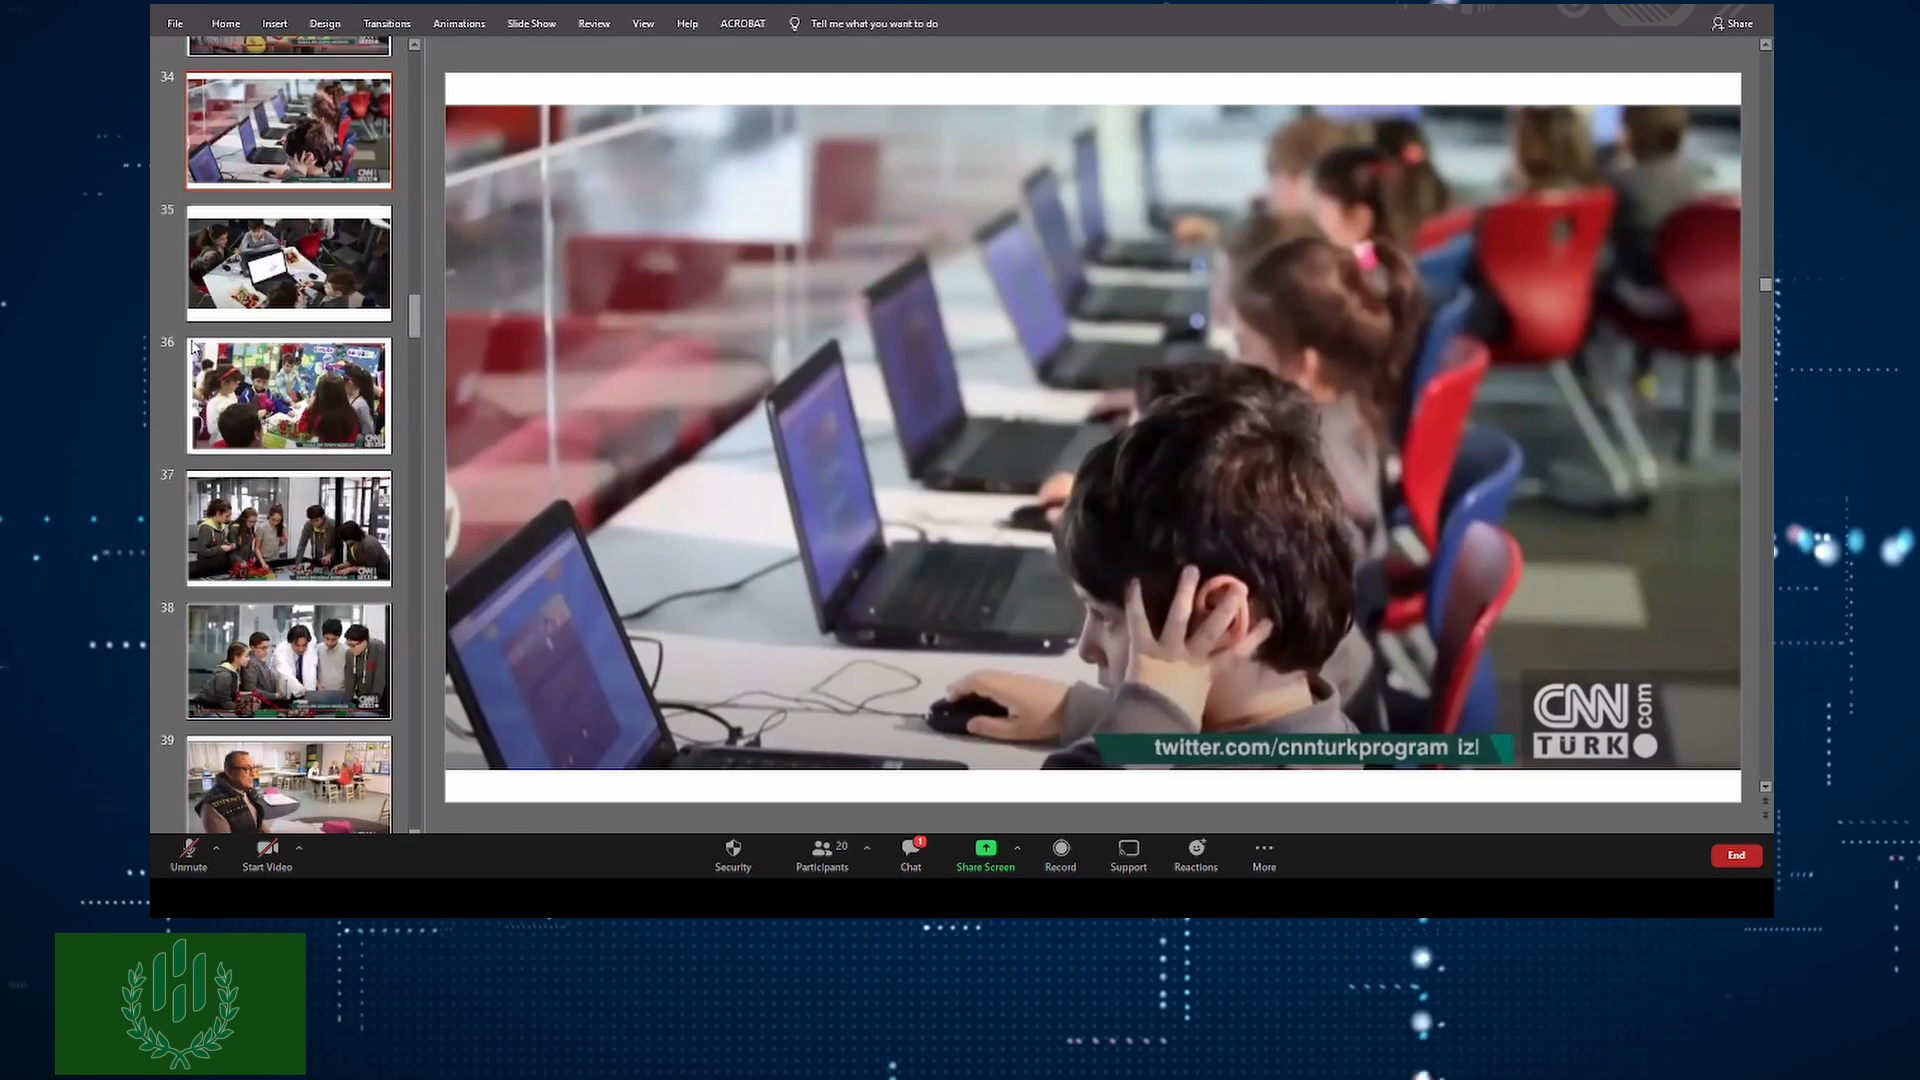 File Home Insert Design Transitions Animations Slide Show Review View Help ACROBAT Tell me what you want to do Share
34
35
36
37
38
39
twitter.com/cnnturkprogram izl
CNN
TÜRK
.com
Unmute Start Video Security Participants 20 Chat 1 Share Screen Record Support Reactions More End